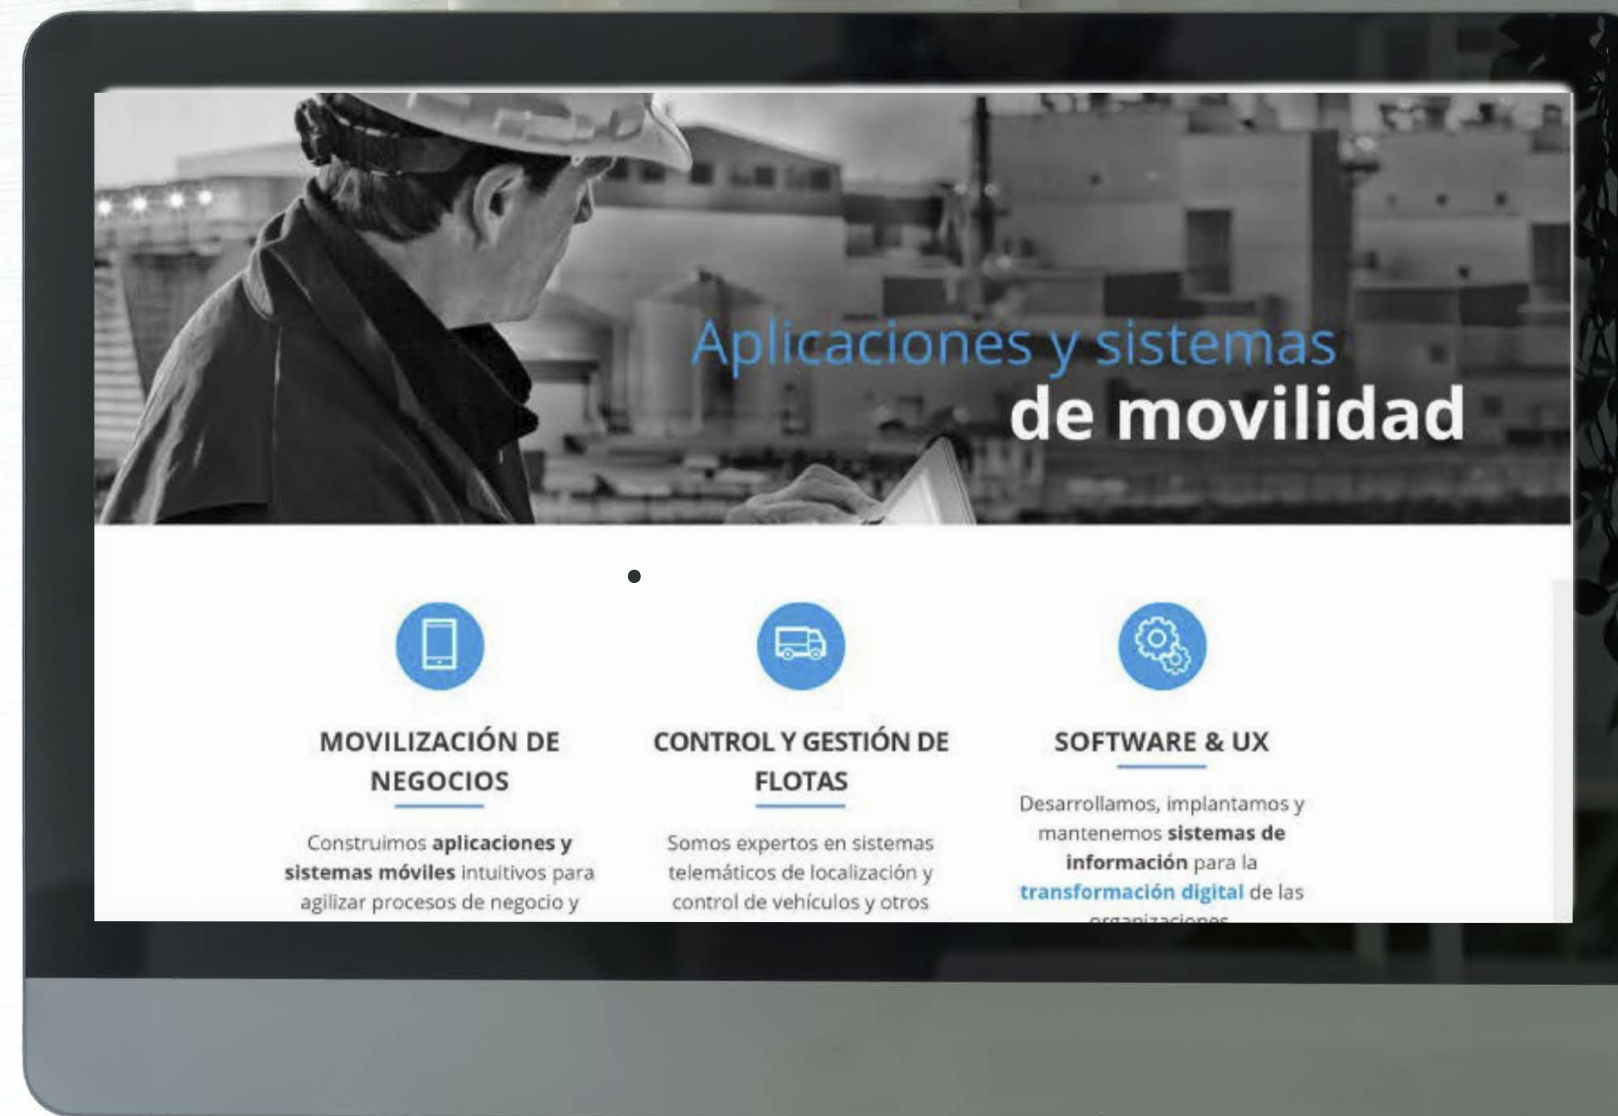 Aplicaciones y sistemas
de movilidad
MOVILIZACIÓN DE
NEGOCIOS
Construimos aplicaciones y
sistemas móviles intuitivos para
agilizar procesos de negocio y
CONTROL Y GESTIÓN DE
FLOTAS
Somos expertos en sistemas
telemáticos de localización y
control de vehículos y otros
SOFTWARE & UX
Desarrollamos, implantamos y
mantenemos sistemas de
información para la
transformación digital de las
organizaciones